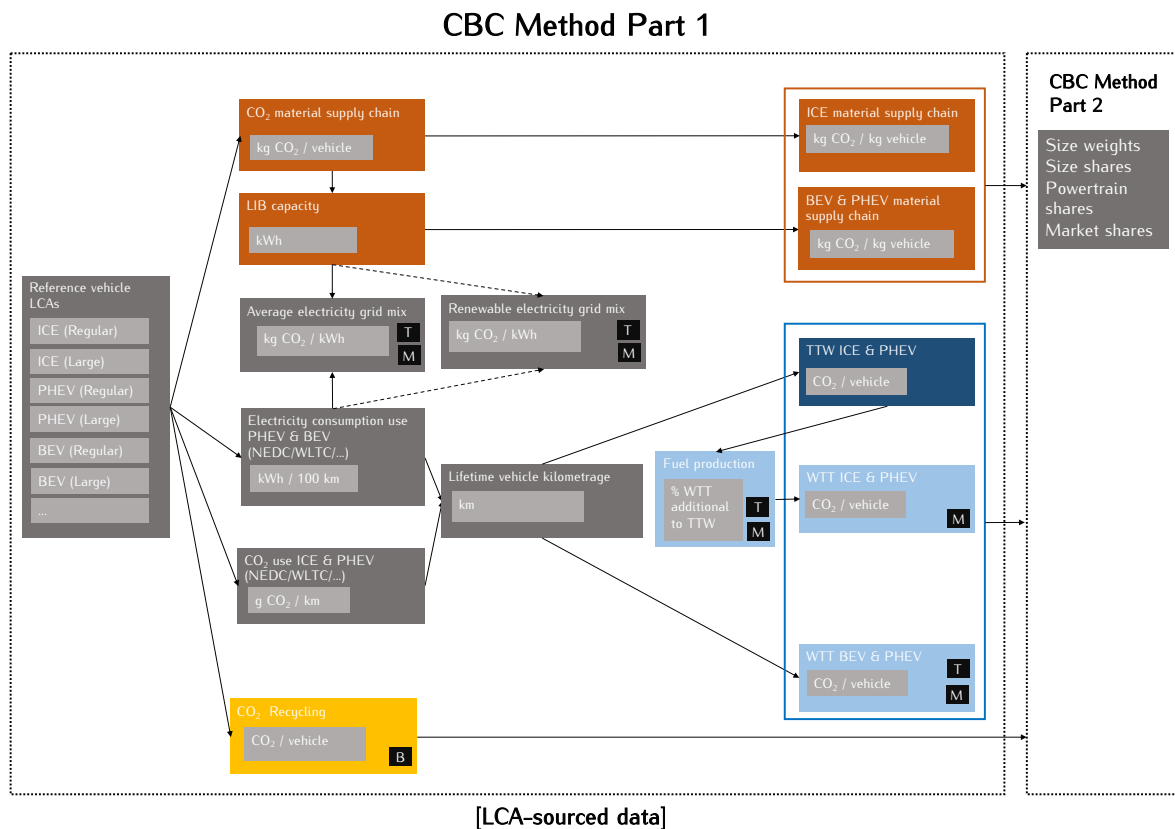 CBC Method Part 1
CBC Method
Part 2
Size weights
Size shares
Powertrain
shares
Market shares
CO₂ material supply chain
kg CO₂ / vehicle
ICE material supply chain
kg CO₂ / kg vehicle
LIB capacity
kWh
BEV & PHEV material
supply chain
kg CO₂ / kg vehicle
Reference vehicle
LCAs
ICE (Regular)
ICE (Large)
PHEV (Regular)
PHEV (Large)
BEV (Regular)
BEV (Large)
...
Average electricity grid mix
kg CO₂ / kWh
T
M
Renewable electricity grid mix
kg CO₂ / kWh
T
M
TTW ICE & PHEV
CO₂ / vehicle
Electricity consumption use
PHEV & BEV
(NEDC/WLTC/...)
kWh / 100 km
Lifetime vehicle kilometrage
km
Fuel production
% WTT
additional
to TTW
T
M
WTT ICE & PHEV
CO₂ / vehicle
M
CO₂ use ICE & PHEV
(NEDC/WLTC/...)
g CO₂ / km
WTT BEV & PHEV
CO₂ / vehicle
T
M
CO₂ Recycling
CO₂ / vehicle
B
[LCA-sourced data]